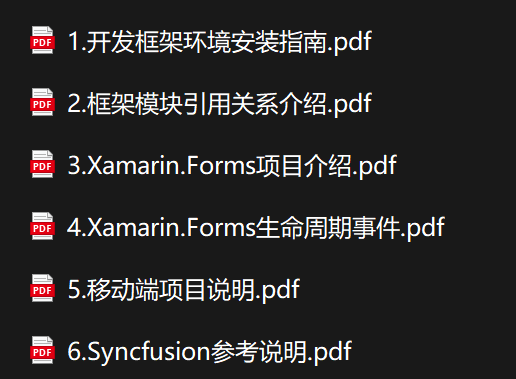 PDF 1.开发框架环境安装指南.pdf
PDF 2.框架模块引用关系介绍.pdf
PDF 3.Xamarin.Forms项目介绍.pdf
PDF 4.Xamarin.Forms生命周期事件.pdf
PDF 5.移动端项目说明.pdf
PDF 6.Syncfusion参考说明.pdf